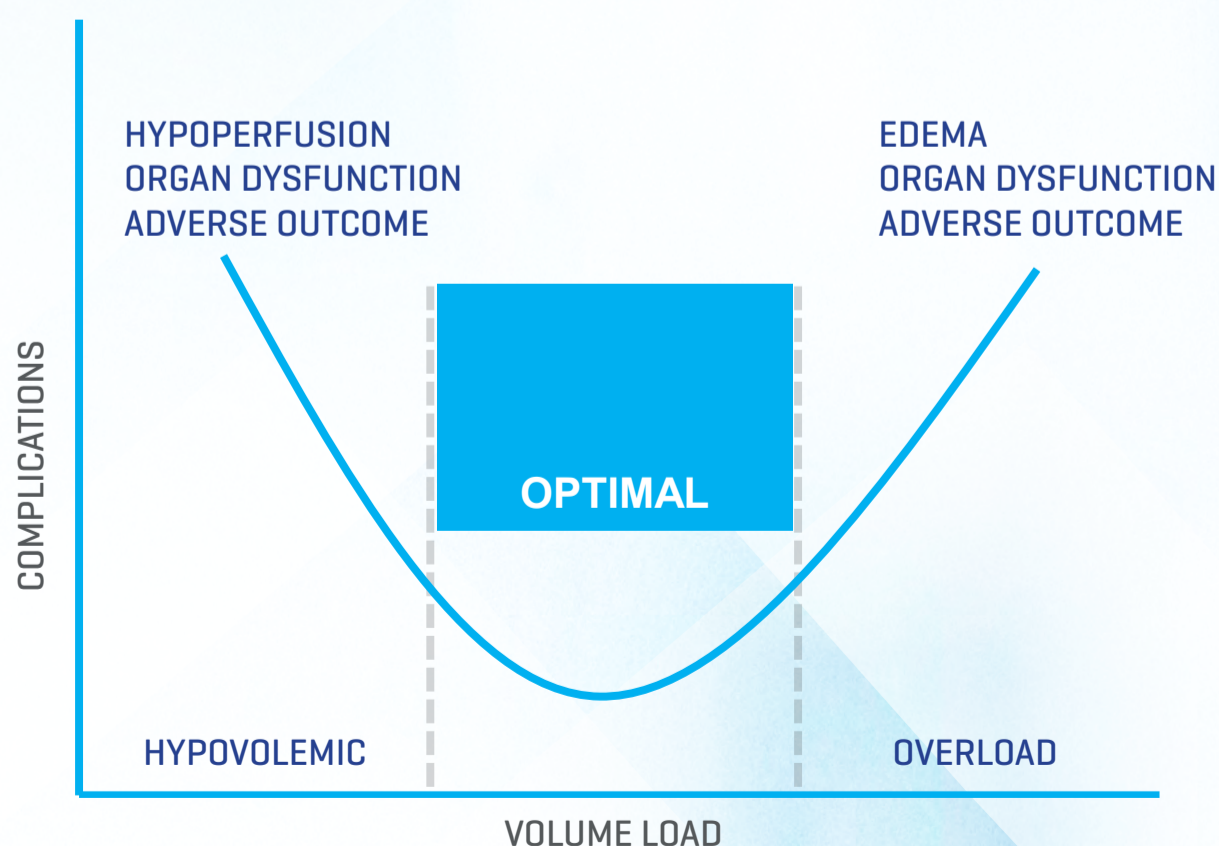 HYPOPERFUSION
ORGAN DYSFUNCTION
ADVERSE OUTCOME
EDEMA
ORGAN DYSFUNCTION
ADVERSE OUTCOME
COMPLICATIONS
OPTIMAL
HYPOVOLEMIC
OVERLOAD
VOLUME LOAD